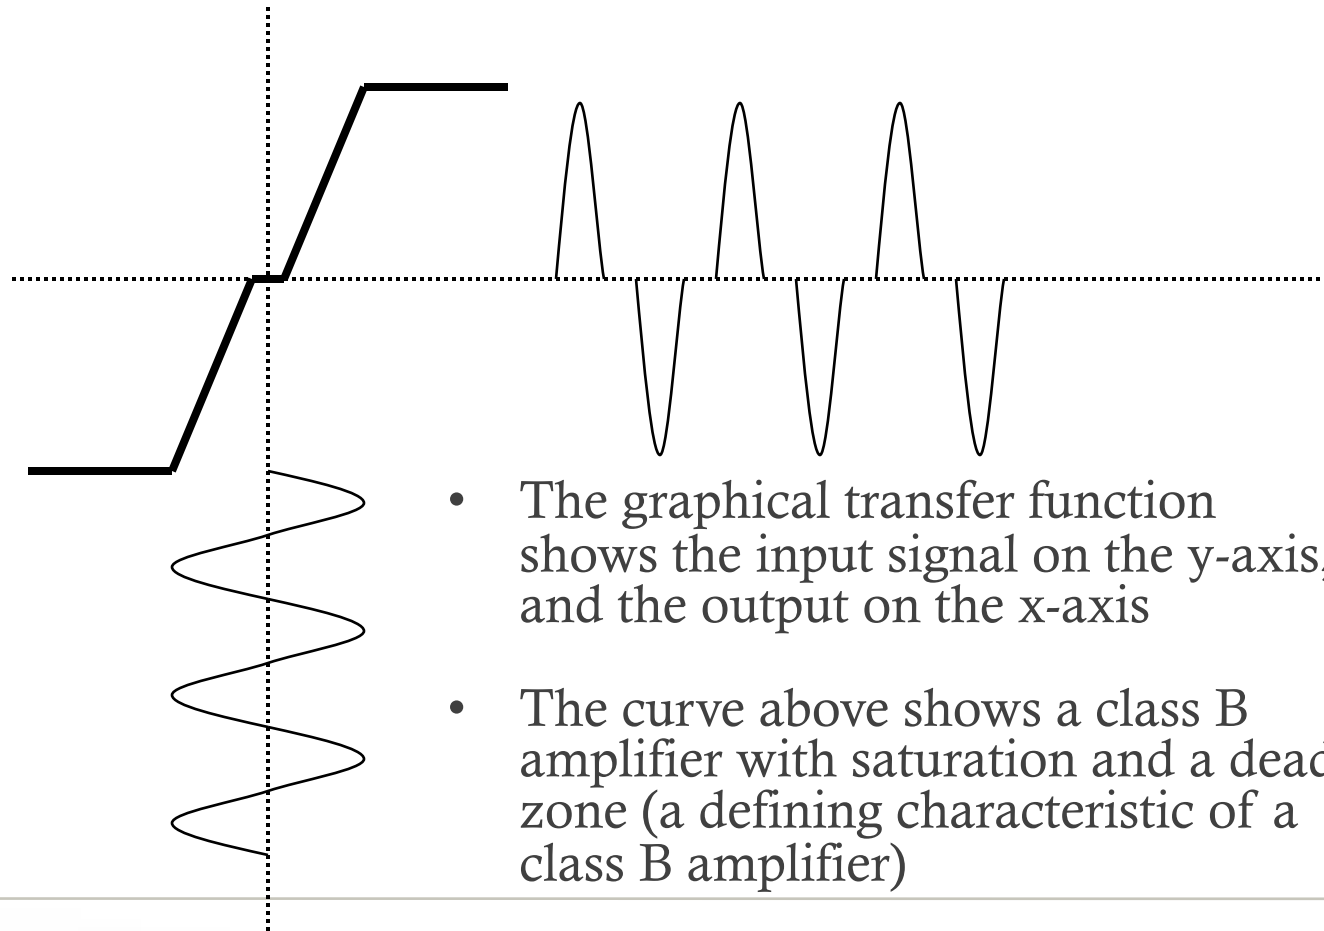 • The graphical transfer function
shows the input signal on the y-axis,
and the output on the x-axis
• The curve above shows a class B
amplifier with saturation and a dead
zone (a defining characteristic of a
class B amplifier)